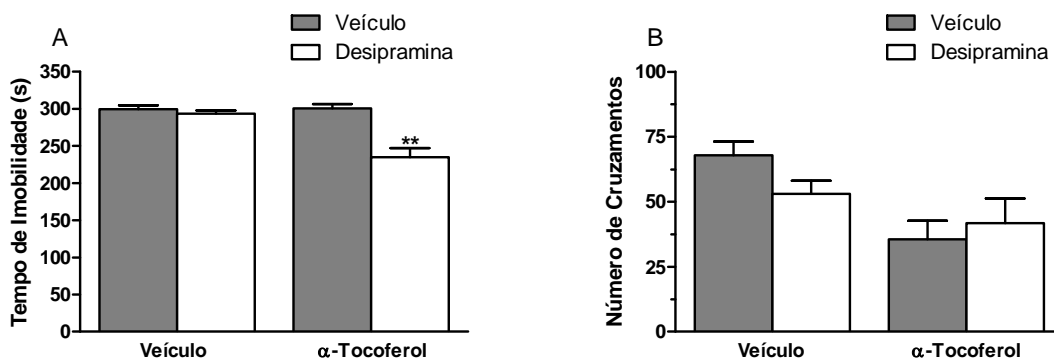 A
Veículo
Desipramina
Tempo de Imobilidade (s)
350
300
250
200
150
100
50
0
**
Veículo
α-Tocoferol
B
Veículo
Desipramina
Número de Cruzamentos
100
75
50
25
0
Veículo
α-Tocoferol